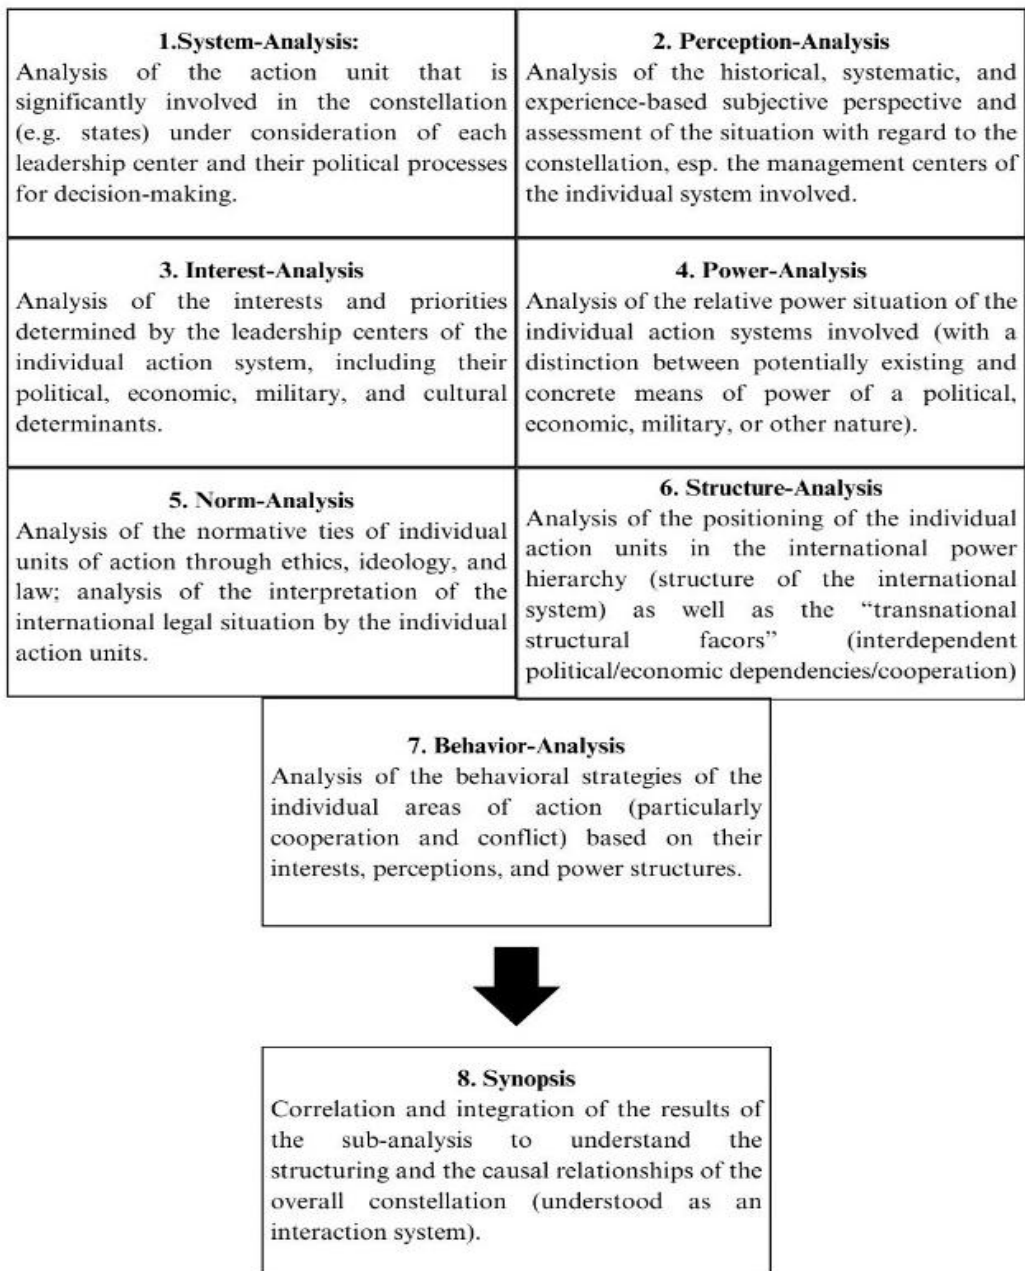 1.System-Analysis:
Analysis of the action unit that is
significantly involved in the constellation
(e.g. states) under consideration of each
leadership center and their political processes
for decision-making.
2. Perception-Analysis
Analysis of the historical, systematic, and
experience-based subjective perspective and
assessment of the situation with regard to the
constellation, esp. the management centers of
the individual system involved.
3. Interest-Analysis
Analysis of the interests and priorities
determined by the leadership centers of the
individual action system, including their
political, economic, military, and cultural
determinants.
4. Power-Analysis
Analysis of the relative power situation of the
individual action systems involved (with a
distinction between potentially existing and
concrete means of power of a political,
economic, military, or other nature).
5. Norm-Analysis
Analysis of the normative ties of individual
units of action through ethics, ideology, and
law; analysis of the interpretation of the
international legal situation by the individual
action units.
6. Structure-Analysis
Analysis of the positioning of the individual
action units in the international power
hierarchy (structure of the international
system) as well as the “transnational
structural facors” (interdependent
political/economic dependencies/cooperation)
7. Behavior-Analysis
Analysis of the behavioral strategies of the
individual areas of action (particularly
cooperation and conflict) based on their
interests, perceptions, and power structures.
8. Synopsis
Correlation and integration of the results of
the sub-analysis to understand the
structuring and the causal relationships of the
overall constellation (understood as an
interaction system).